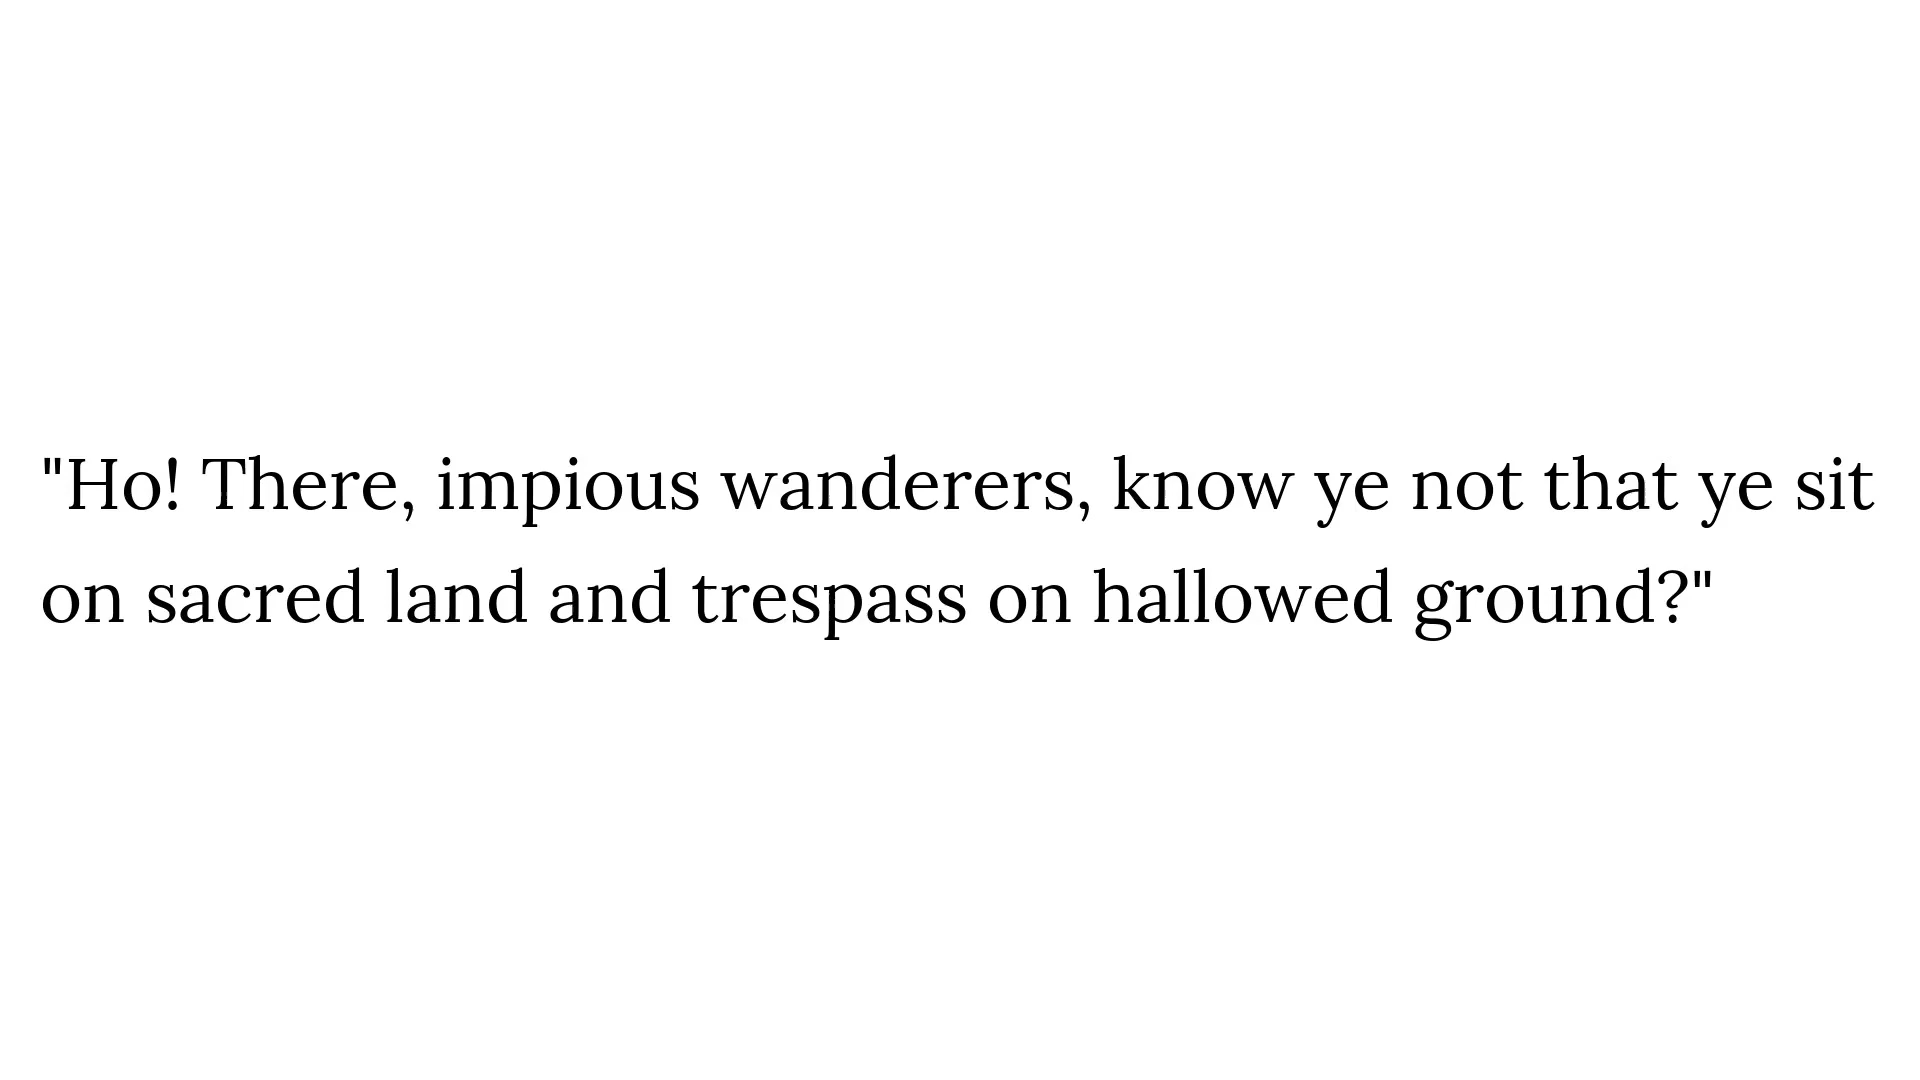 "Ho! There, impious wanderers, know ye not that ye sit
on sacred land and trespass on hallowed ground?"